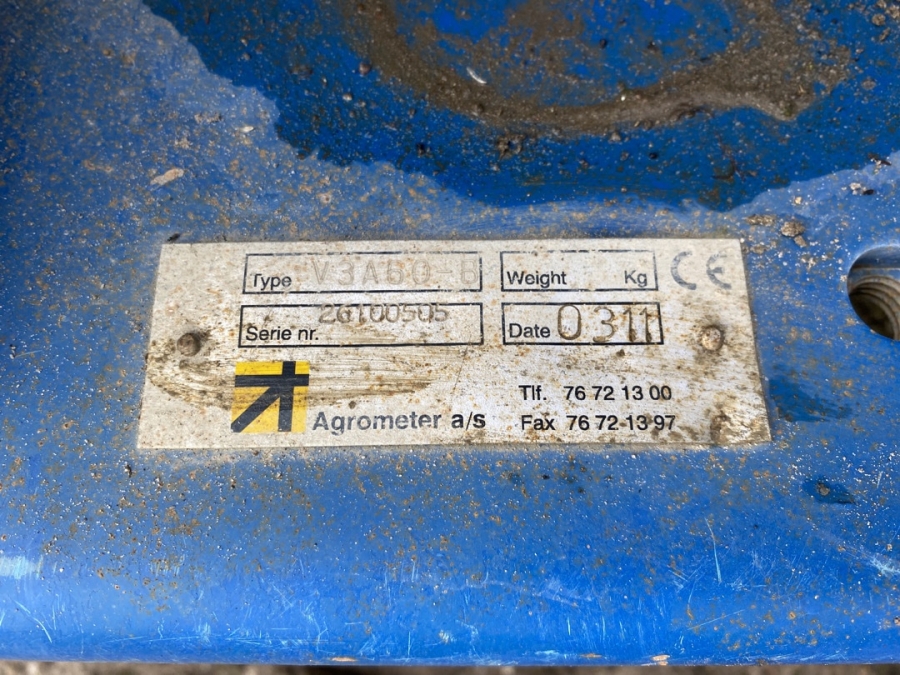 Type V3A60-B
Weight Kg
CE
Serie nr. 26100505
Date 0311
Agrometer a/s
Tlf. 76 72 13 00
Fax 76 72 13 97